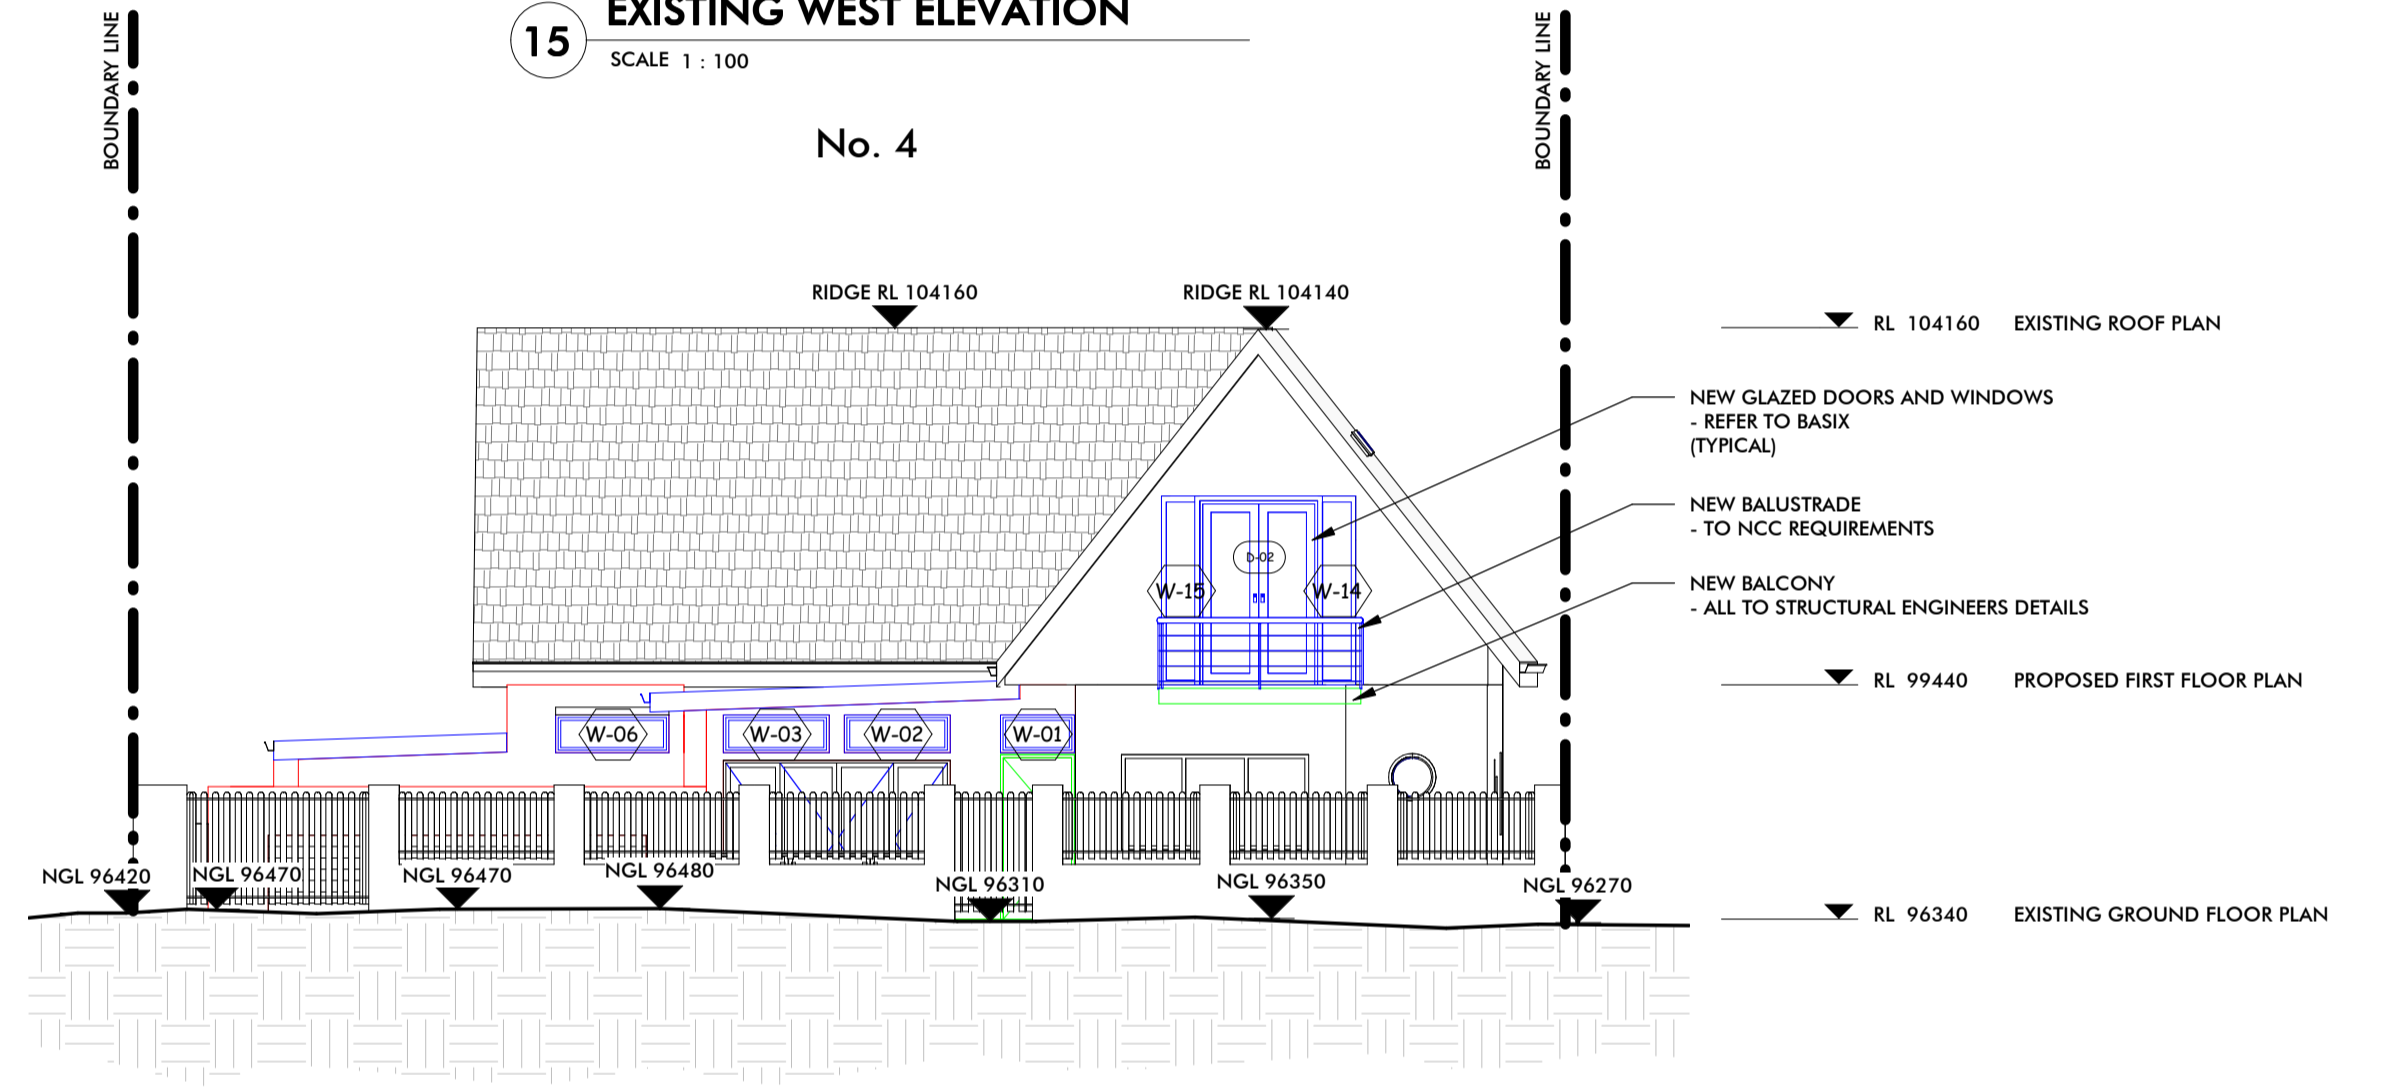 EXISTING WEST ELEVATION
15
SCALE 1 : 100
BOUNDARY LINE
BOUNDARY LINE
No. 4
RIDGE RL 104160
RIDGE RL 104140
RL 104160 EXISTING ROOF PLAN
NEW GLAZED DOORS AND WINDOWS
- REFER TO BASIX
(TYPICAL)
NEW BALUSTRADE
- TO NCC REQUIREMENTS
D-02
W-15
W-14
NEW BALCONY
- ALL TO STRUCTURAL ENGINEERS DETAILS
RL 99440 PROPOSED FIRST FLOOR PLAN
W-06
W-03
W-02
W-01
NGL 96420
NGL 96470
NGL 96470
NGL 96480
NGL 96310
NGL 96350
NGL 96270
RL 96340 EXISTING GROUND FLOOR PLAN